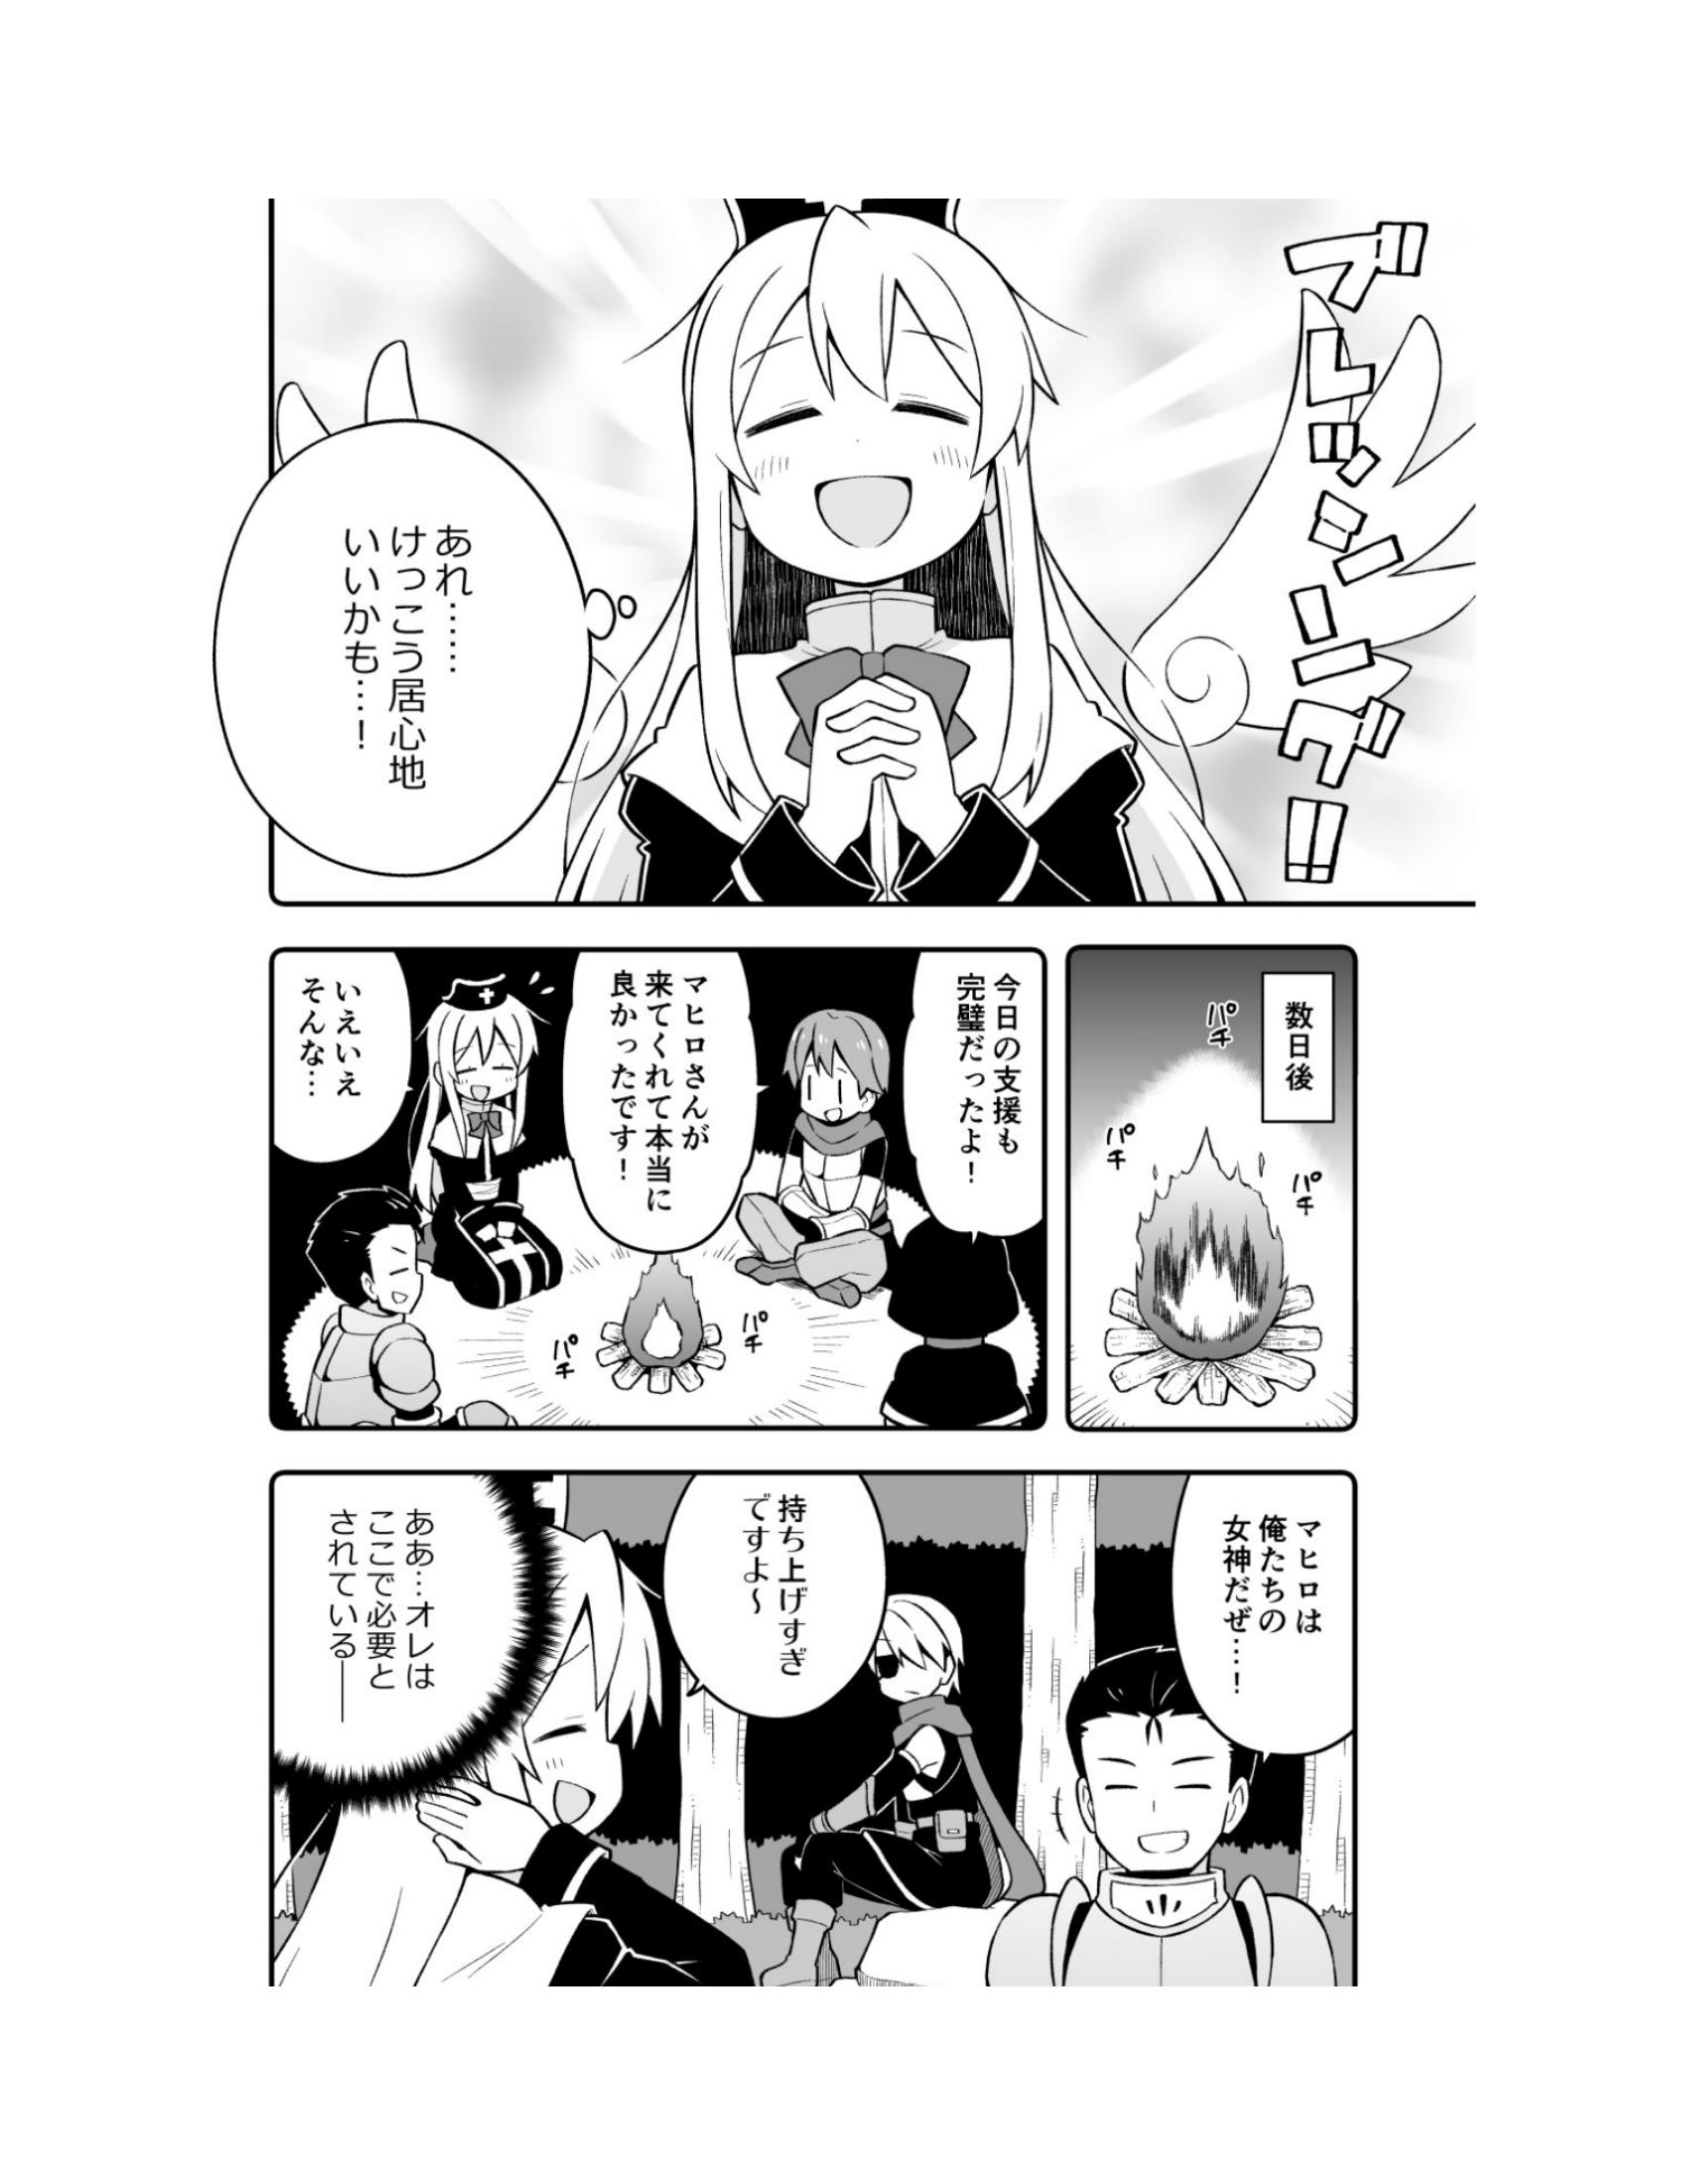 ブレッシング!!
あれ……
けっこう居心地
いいかも…！
数日後
パチ
パチ
パチ
今日の支援も
完璧だったよ！
マヒロさんが
来てくれて本当に
良かったです！
いえいえ
そんな…
パチ
パチ
マヒロは
俺たちの
女神だぜ…！
持ち上げすぎ
ですよ～
ああ…オレは
ここで必要と
されている――